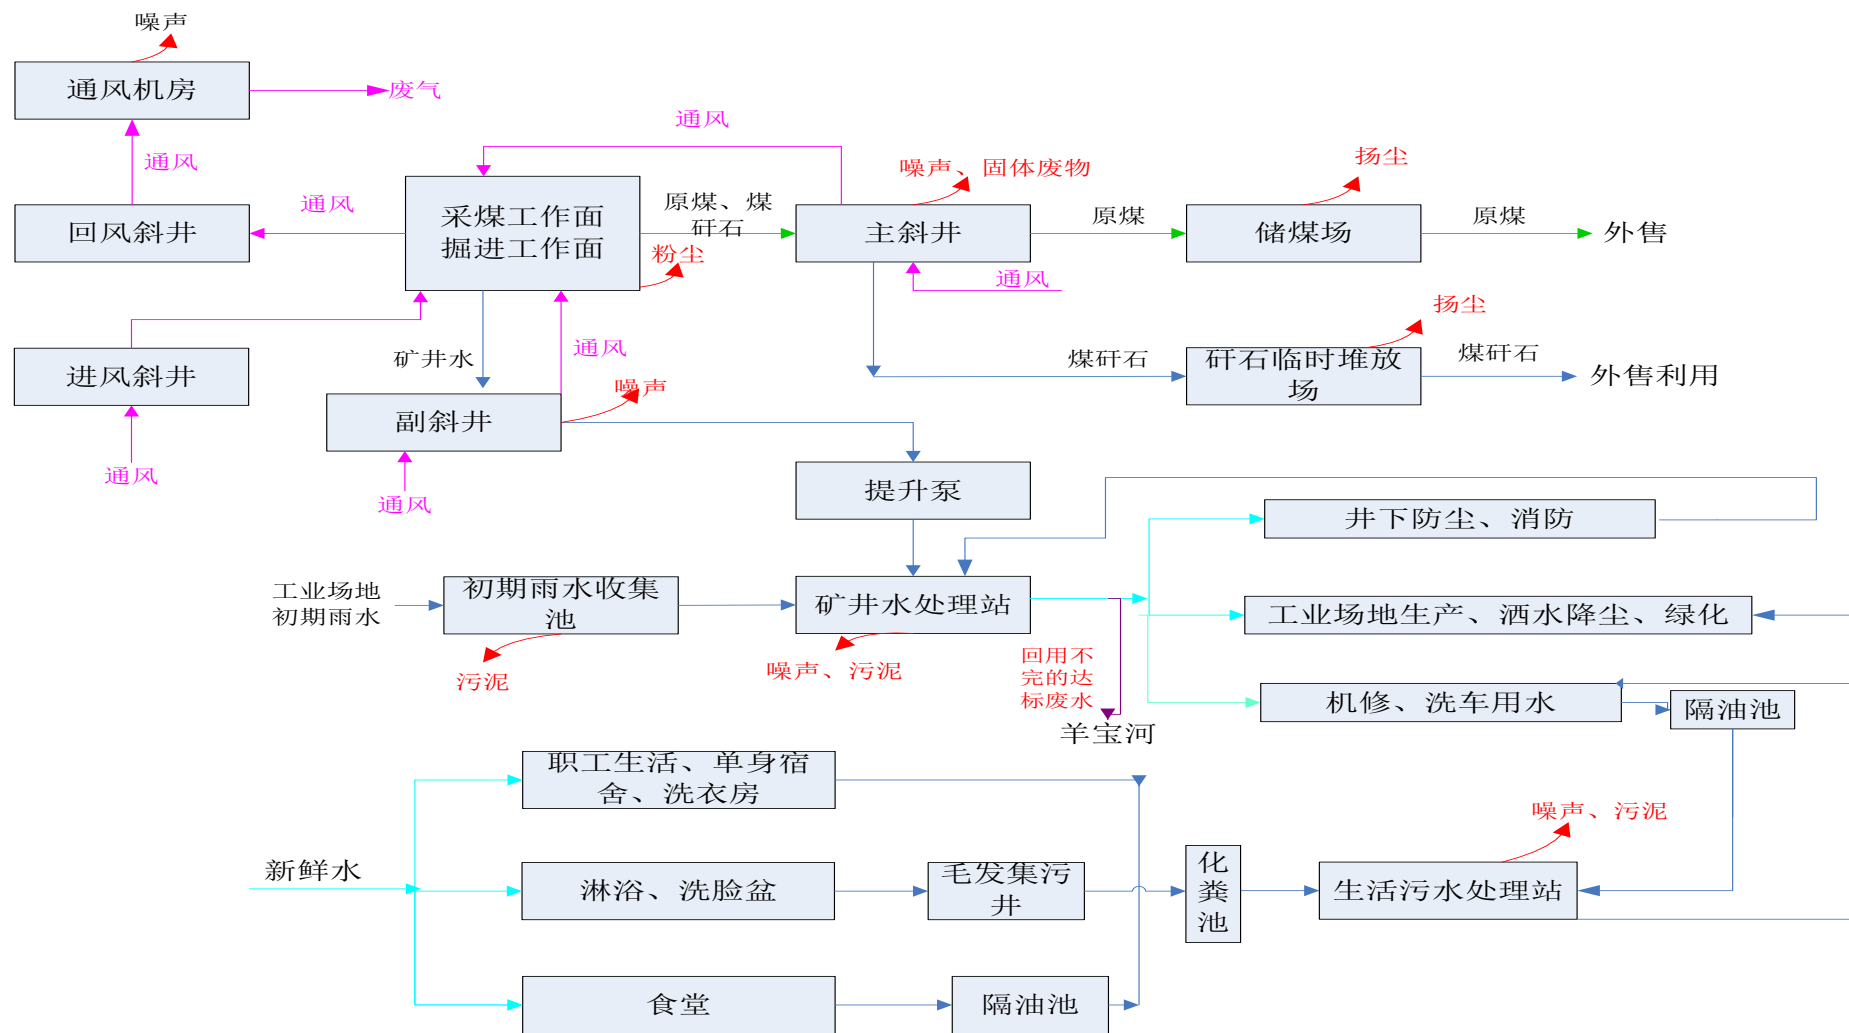 噪声
通风机房
废气
通风
通风
扬尘
噪声、固体废物
通风
采煤工作面
掘进工作面
原煤、煤
矸石
回风斜井
通风
主斜井
原煤
储煤场
原煤
外售
粉尘
通风
扬尘
进风斜井
矿井水
通风
煤矸石
矸石临时堆放
场
煤矸石
外售利用
噪声
副斜井
通风
通风
提升泵
井下防尘、消防
工业场地
初期雨水
初期雨水收集
池
矿井水处理站
工业场地生产、洒水降尘、绿化
污泥
噪声、污泥
回用不
完的达
标废水
机修、洗车用水
隔油池
羊宝河
职工生活、单身宿
舍、洗衣房
噪声、污泥
新鲜水
淋浴、洗脸盆
毛发集污
井
化
粪
池
生活污水处理站
食堂
隔油池